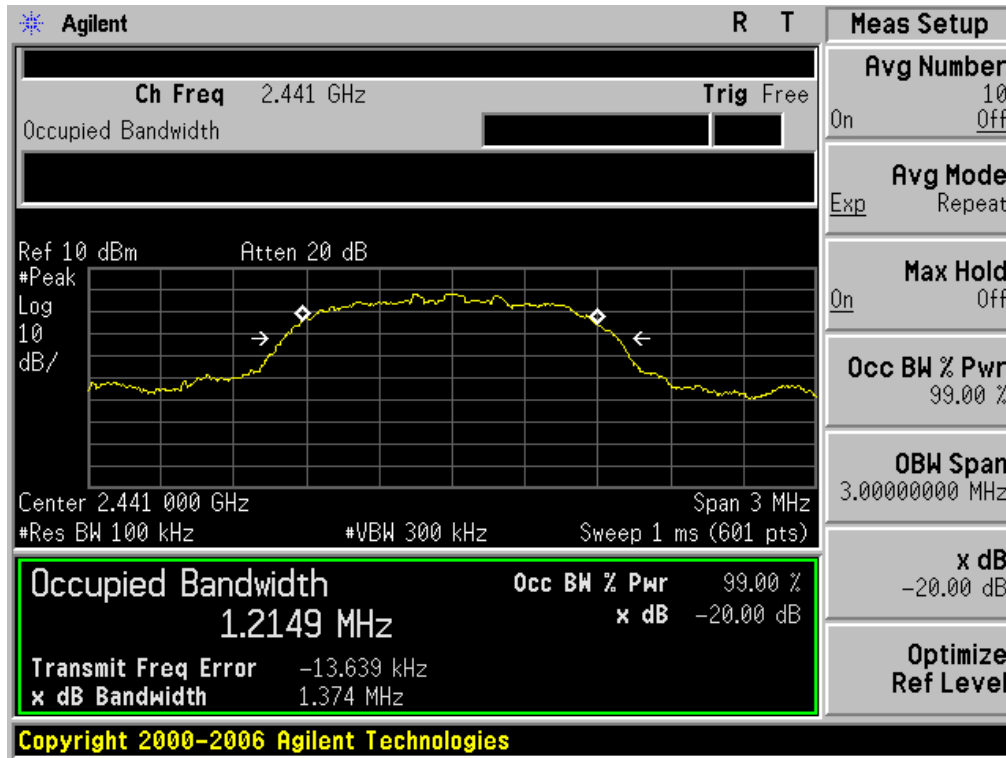 Agilent R T
Ch Freq 2.441 GHz Trig Free
Occupied Bandwidth
Ref 10 dBm Atten 20 dB
#Peak
Log
10
dB/
Center 2.441 000 GHz Span 3 MHz
#Res BW 100 kHz #VBW 300 kHz Sweep 1 ms (601 pts)
Occupied Bandwidth
1.2149 MHz
Occ BW % Pwr 99.00 %
x dB -20.00 dB
Transmit Freq Error -13.639 kHz
x dB Bandwidth 1.374 MHz
Copyright 2000-2006 Agilent Technologies
Meas Setup
Avg Number
10
On Off
Avg Mode
Exp Repeat
Max Hold
On Off
Occ BW % Pwr
99.00 %
OBW Span
3.00000000 MHz
x dB
-20.00 dB
Optimize
Ref Level